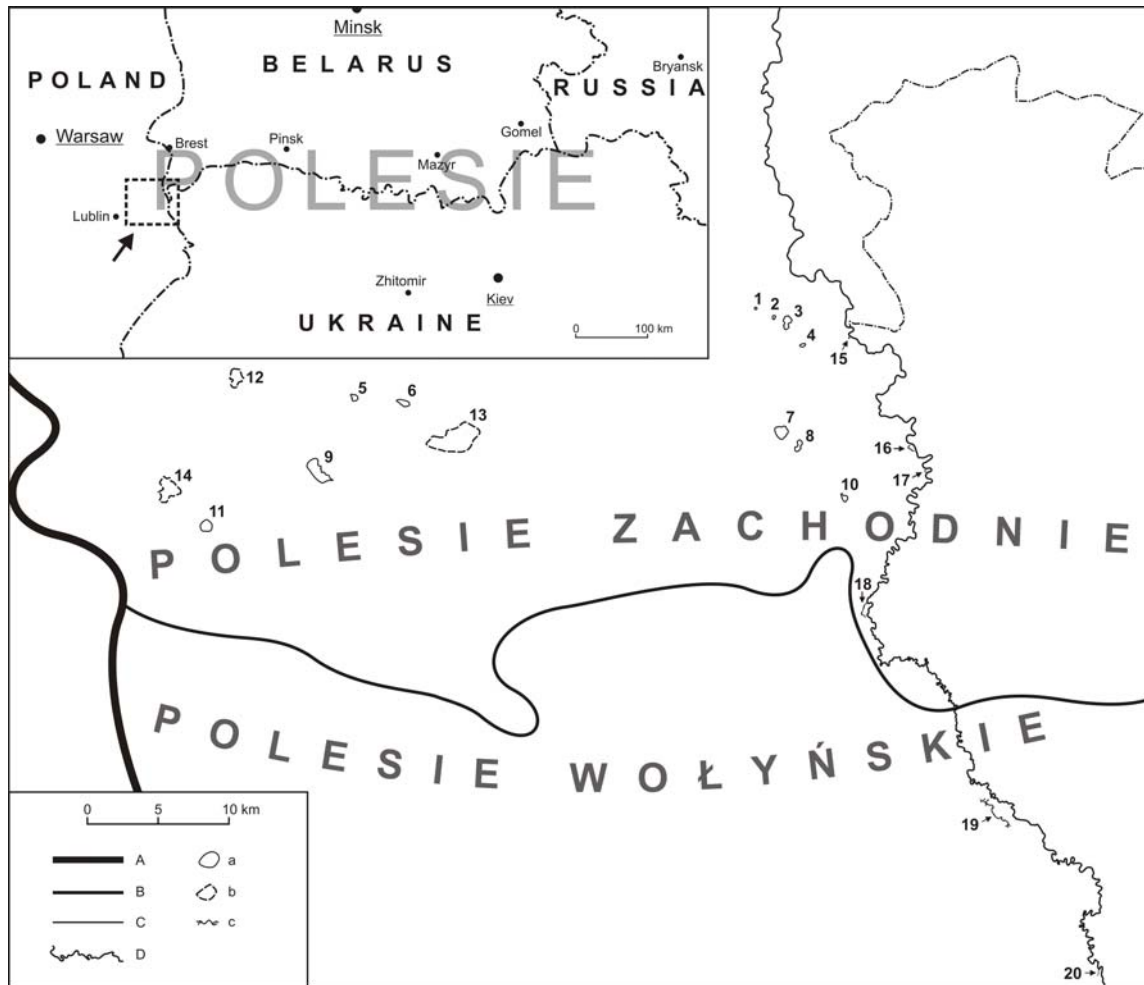 Minsk
BELARUS
Bryansk
POLAND
RUSSIA
Warsaw
Brest
Pinsk
Gomel
POLESIE
Mazyr
Lublin
Zhitomir
Kiev
UKRAINE
0 100 km
1 2 3
4
15
12
5 6
13
7
8
16
9
17
14
10
11
POLESIE ZACHODNIE
18
POLESIE WOŁYŃSKIE
19
20
0 5 10 km
A a
B b
C c
D